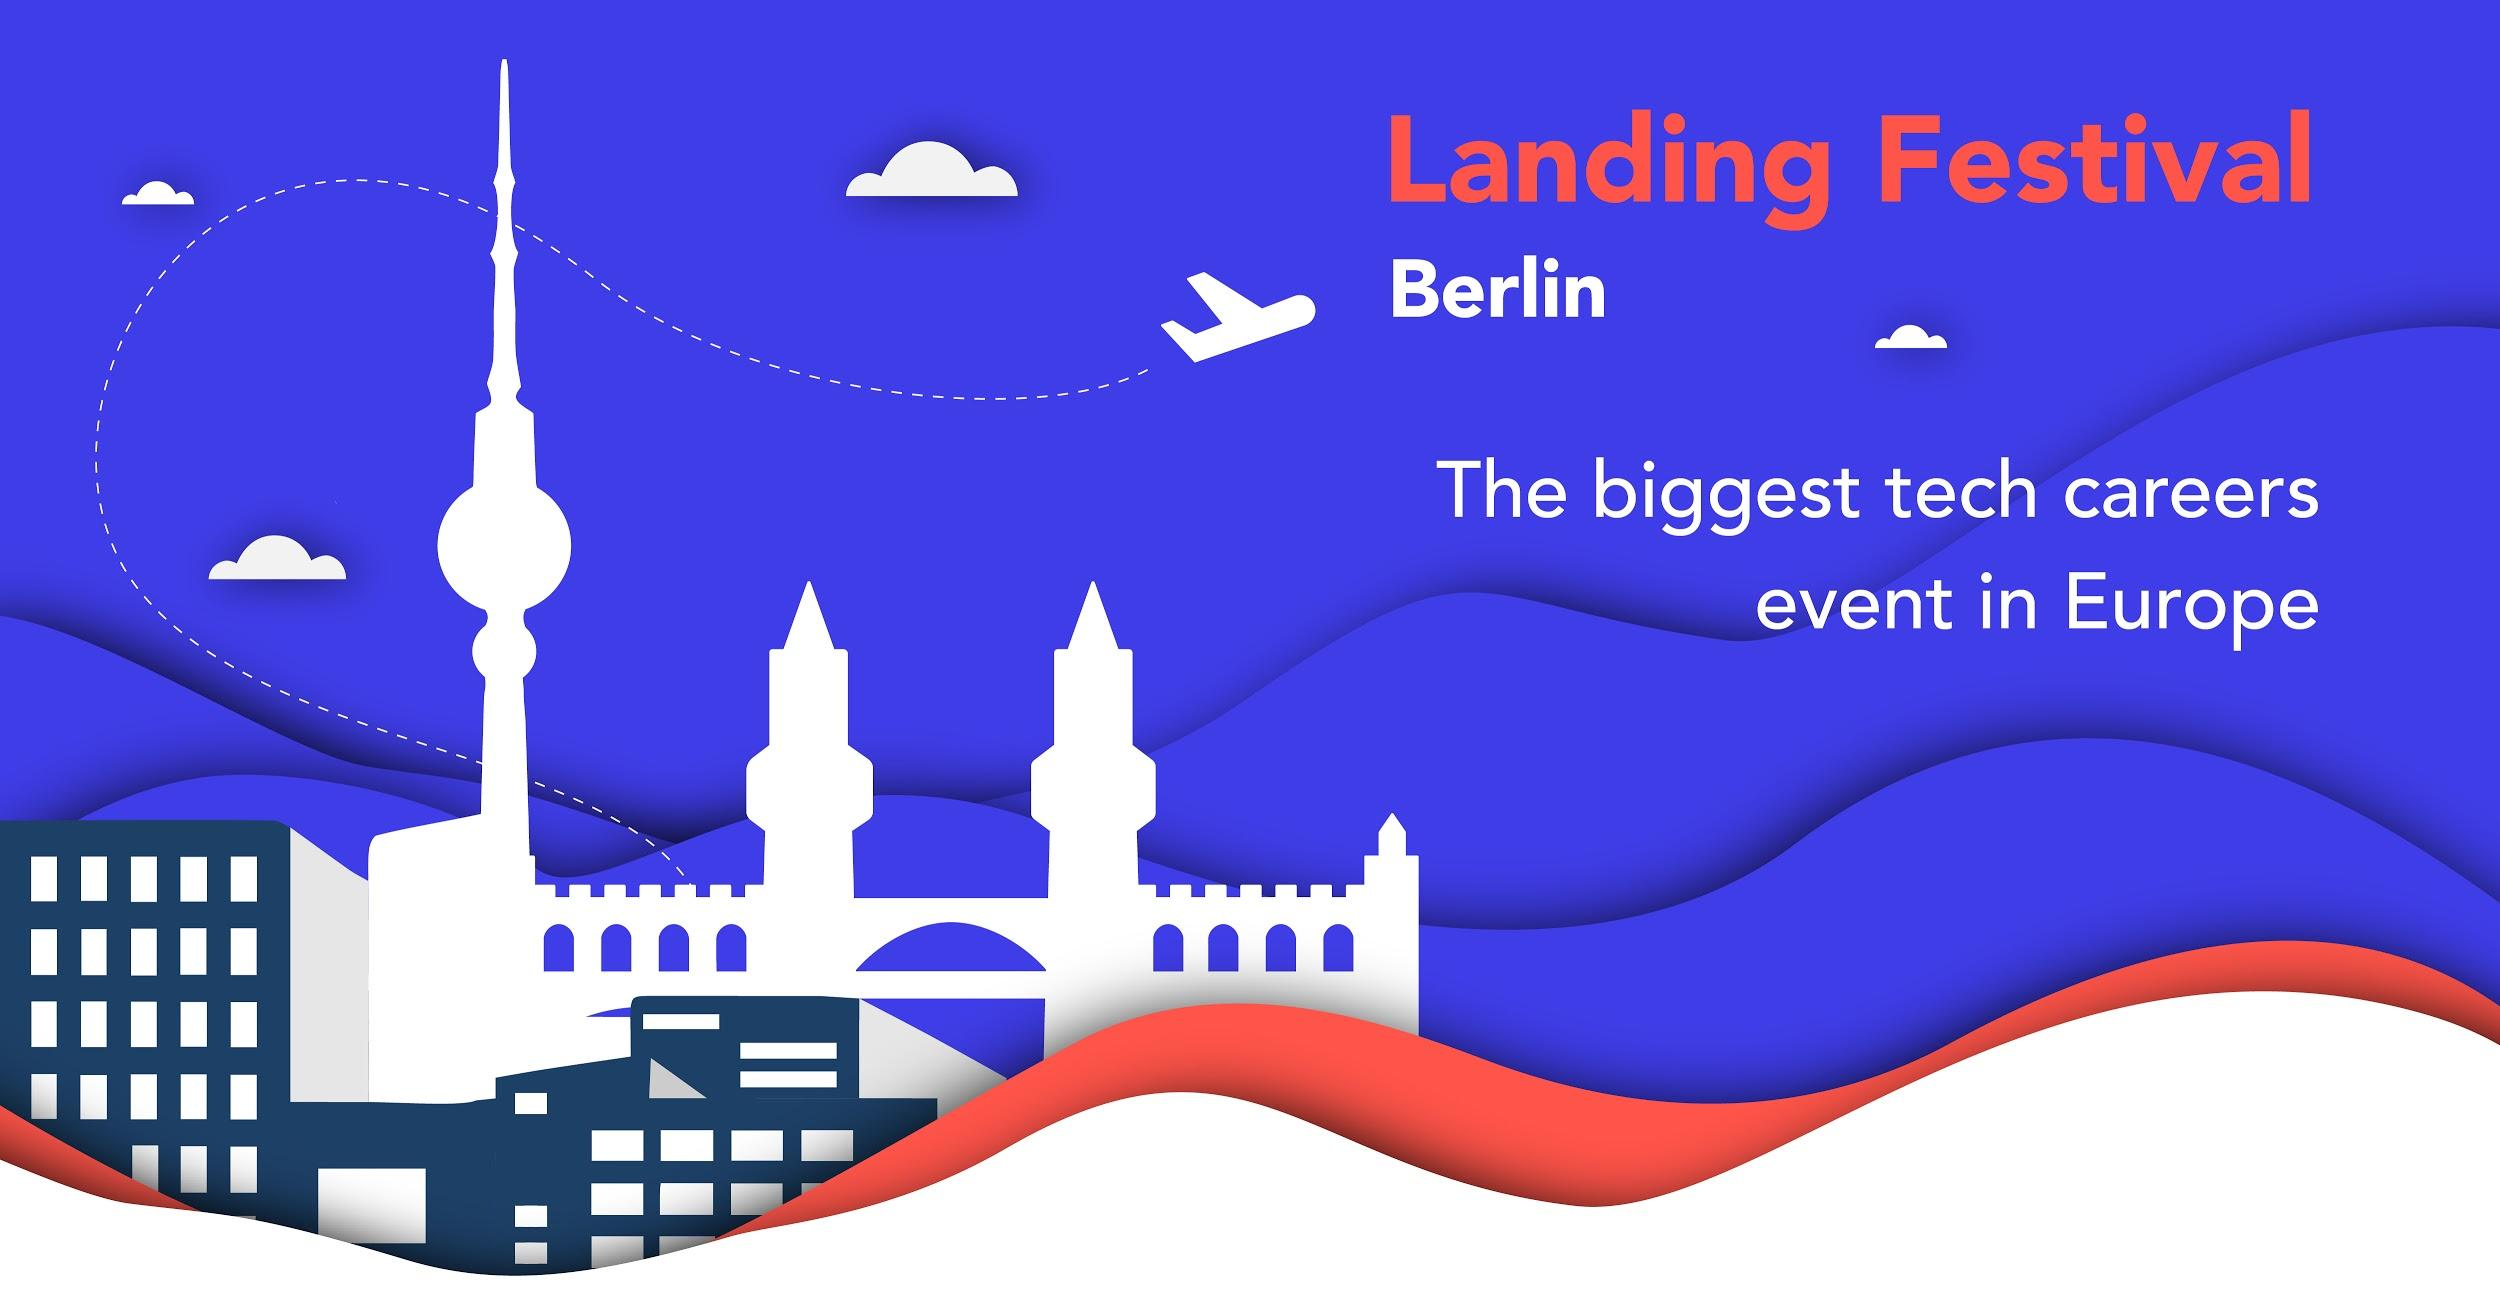 Landing Festival
Berlin
The biggest tech careers
event in Europe